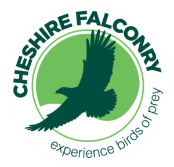 CHESHIRE FALCONRY
experience birds of prey